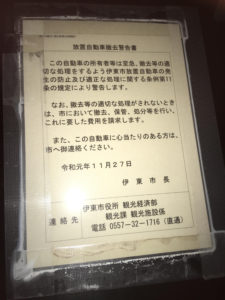 放置自動車撤去警告書
この自動車の所有者等は至急、撤去等の適
切な処理をするよう伊東市放置自動車の発
生の防止及び適正な処理に関する条例第11
条の規定により警告します。
なお、撤去等の適切な処理がされないとき
は、市において撤去、保管、処分等を行い、
これに要した費用を請求します。
また、この自動車に心当たりのある方は、
市へ御連絡ください。
令和元年11月27日
伊東市長
連絡先
伊東市役所 観光経済部
観光課 観光施設係
電話 0557-32-1716(直通)